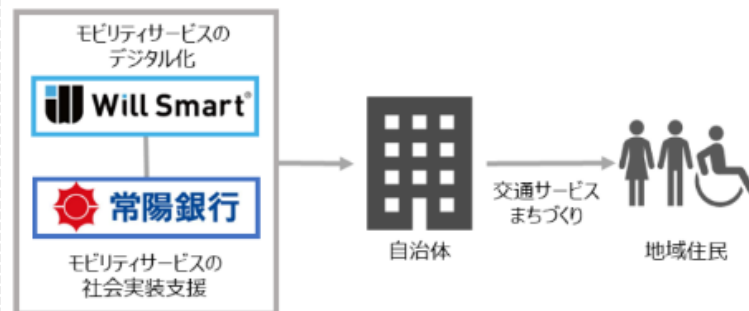 モビリティサービスの
デジタル化
Will Smart®
常陽銀行
モビリティサービスの
社会実装支援
自治体
交通サービス
まちづくり
地域住民